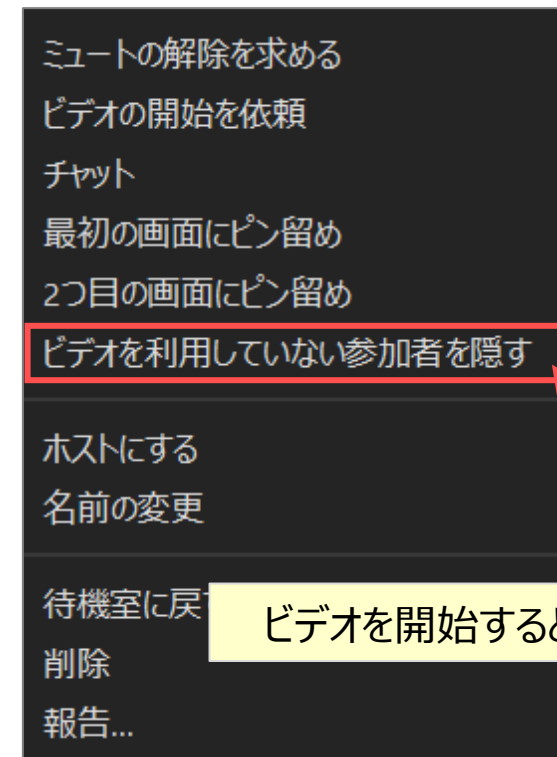 ミュートの解除を求める
ビデオの開始を依頼
チャット
最初の画面にピン留め
2つ目の画面にピン留め
ビデオを利用していない参加者を隠す
ホストにする
名前の変更
待機室に戻
ビデオを開始すると
削除
報告...